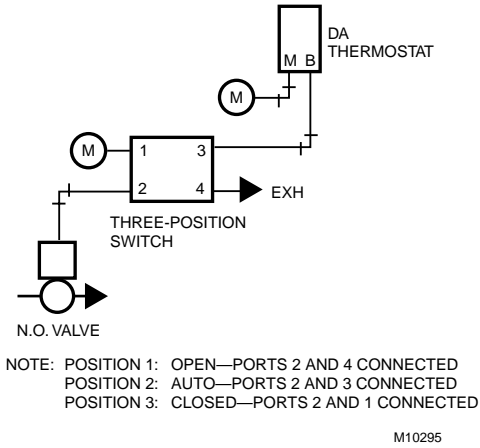 DA
THERMOSTAT
M B
M
M
1 3
2 4
EXH
THREE-POSITION
SWITCH
N.O. VALVE
NOTE: POSITION 1: OPEN—PORTS 2 AND 4 CONNECTED
POSITION 2: AUTO—PORTS 2 AND 3 CONNECTED
POSITION 3: CLOSED—PORTS 2 AND 1 CONNECTED
M10295